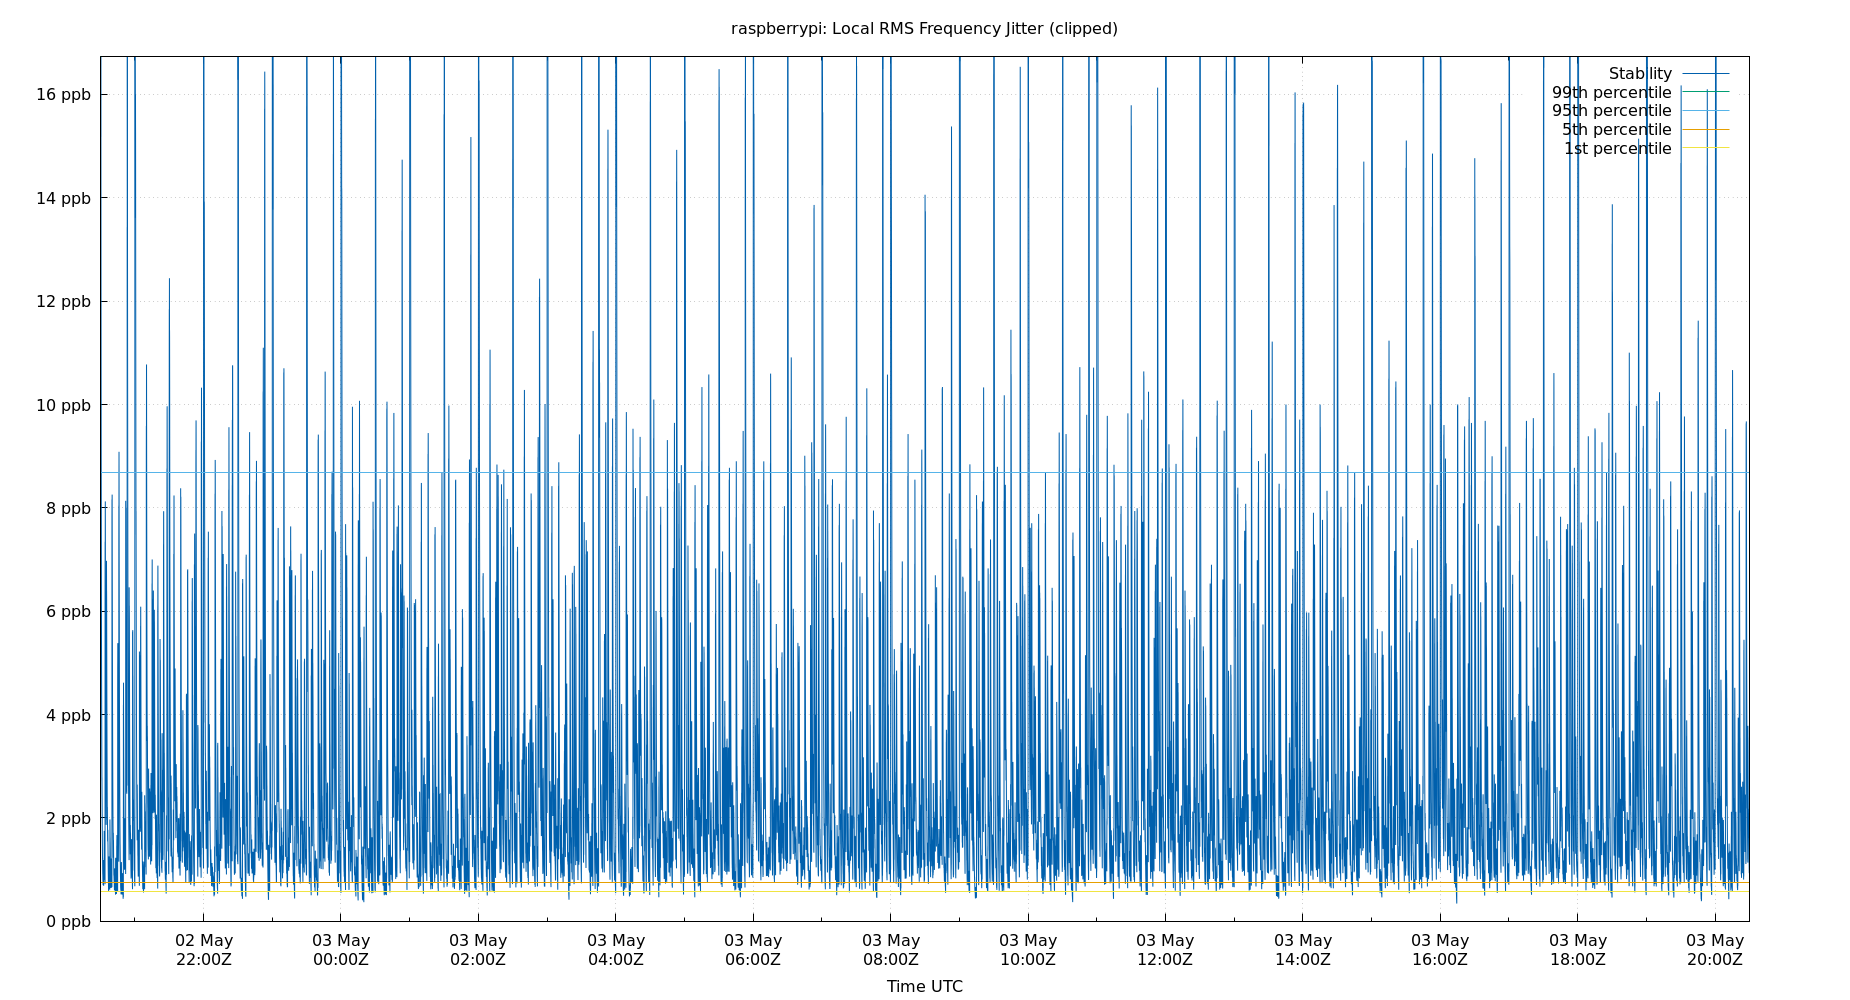 raspberrypi: Local RMS Frequency Jitter (clipped)
Stability
99th percentile
95th percentile
5th percentile
1st percentile
16 ppb
14 ppb
12 ppb
10 ppb
8 ppb
6 ppb
4 ppb
2 ppb
0 ppb
02 May 03 May 03 May 03 May 03 May 03 May 03 May 03 May 03 May 03 May 03 May 03 May
22:00Z 00:00Z 02:00Z 04:00Z 06:00Z 08:00Z 10:00Z 12:00Z 14:00Z 16:00Z 18:00Z 20:00Z
Time UTC